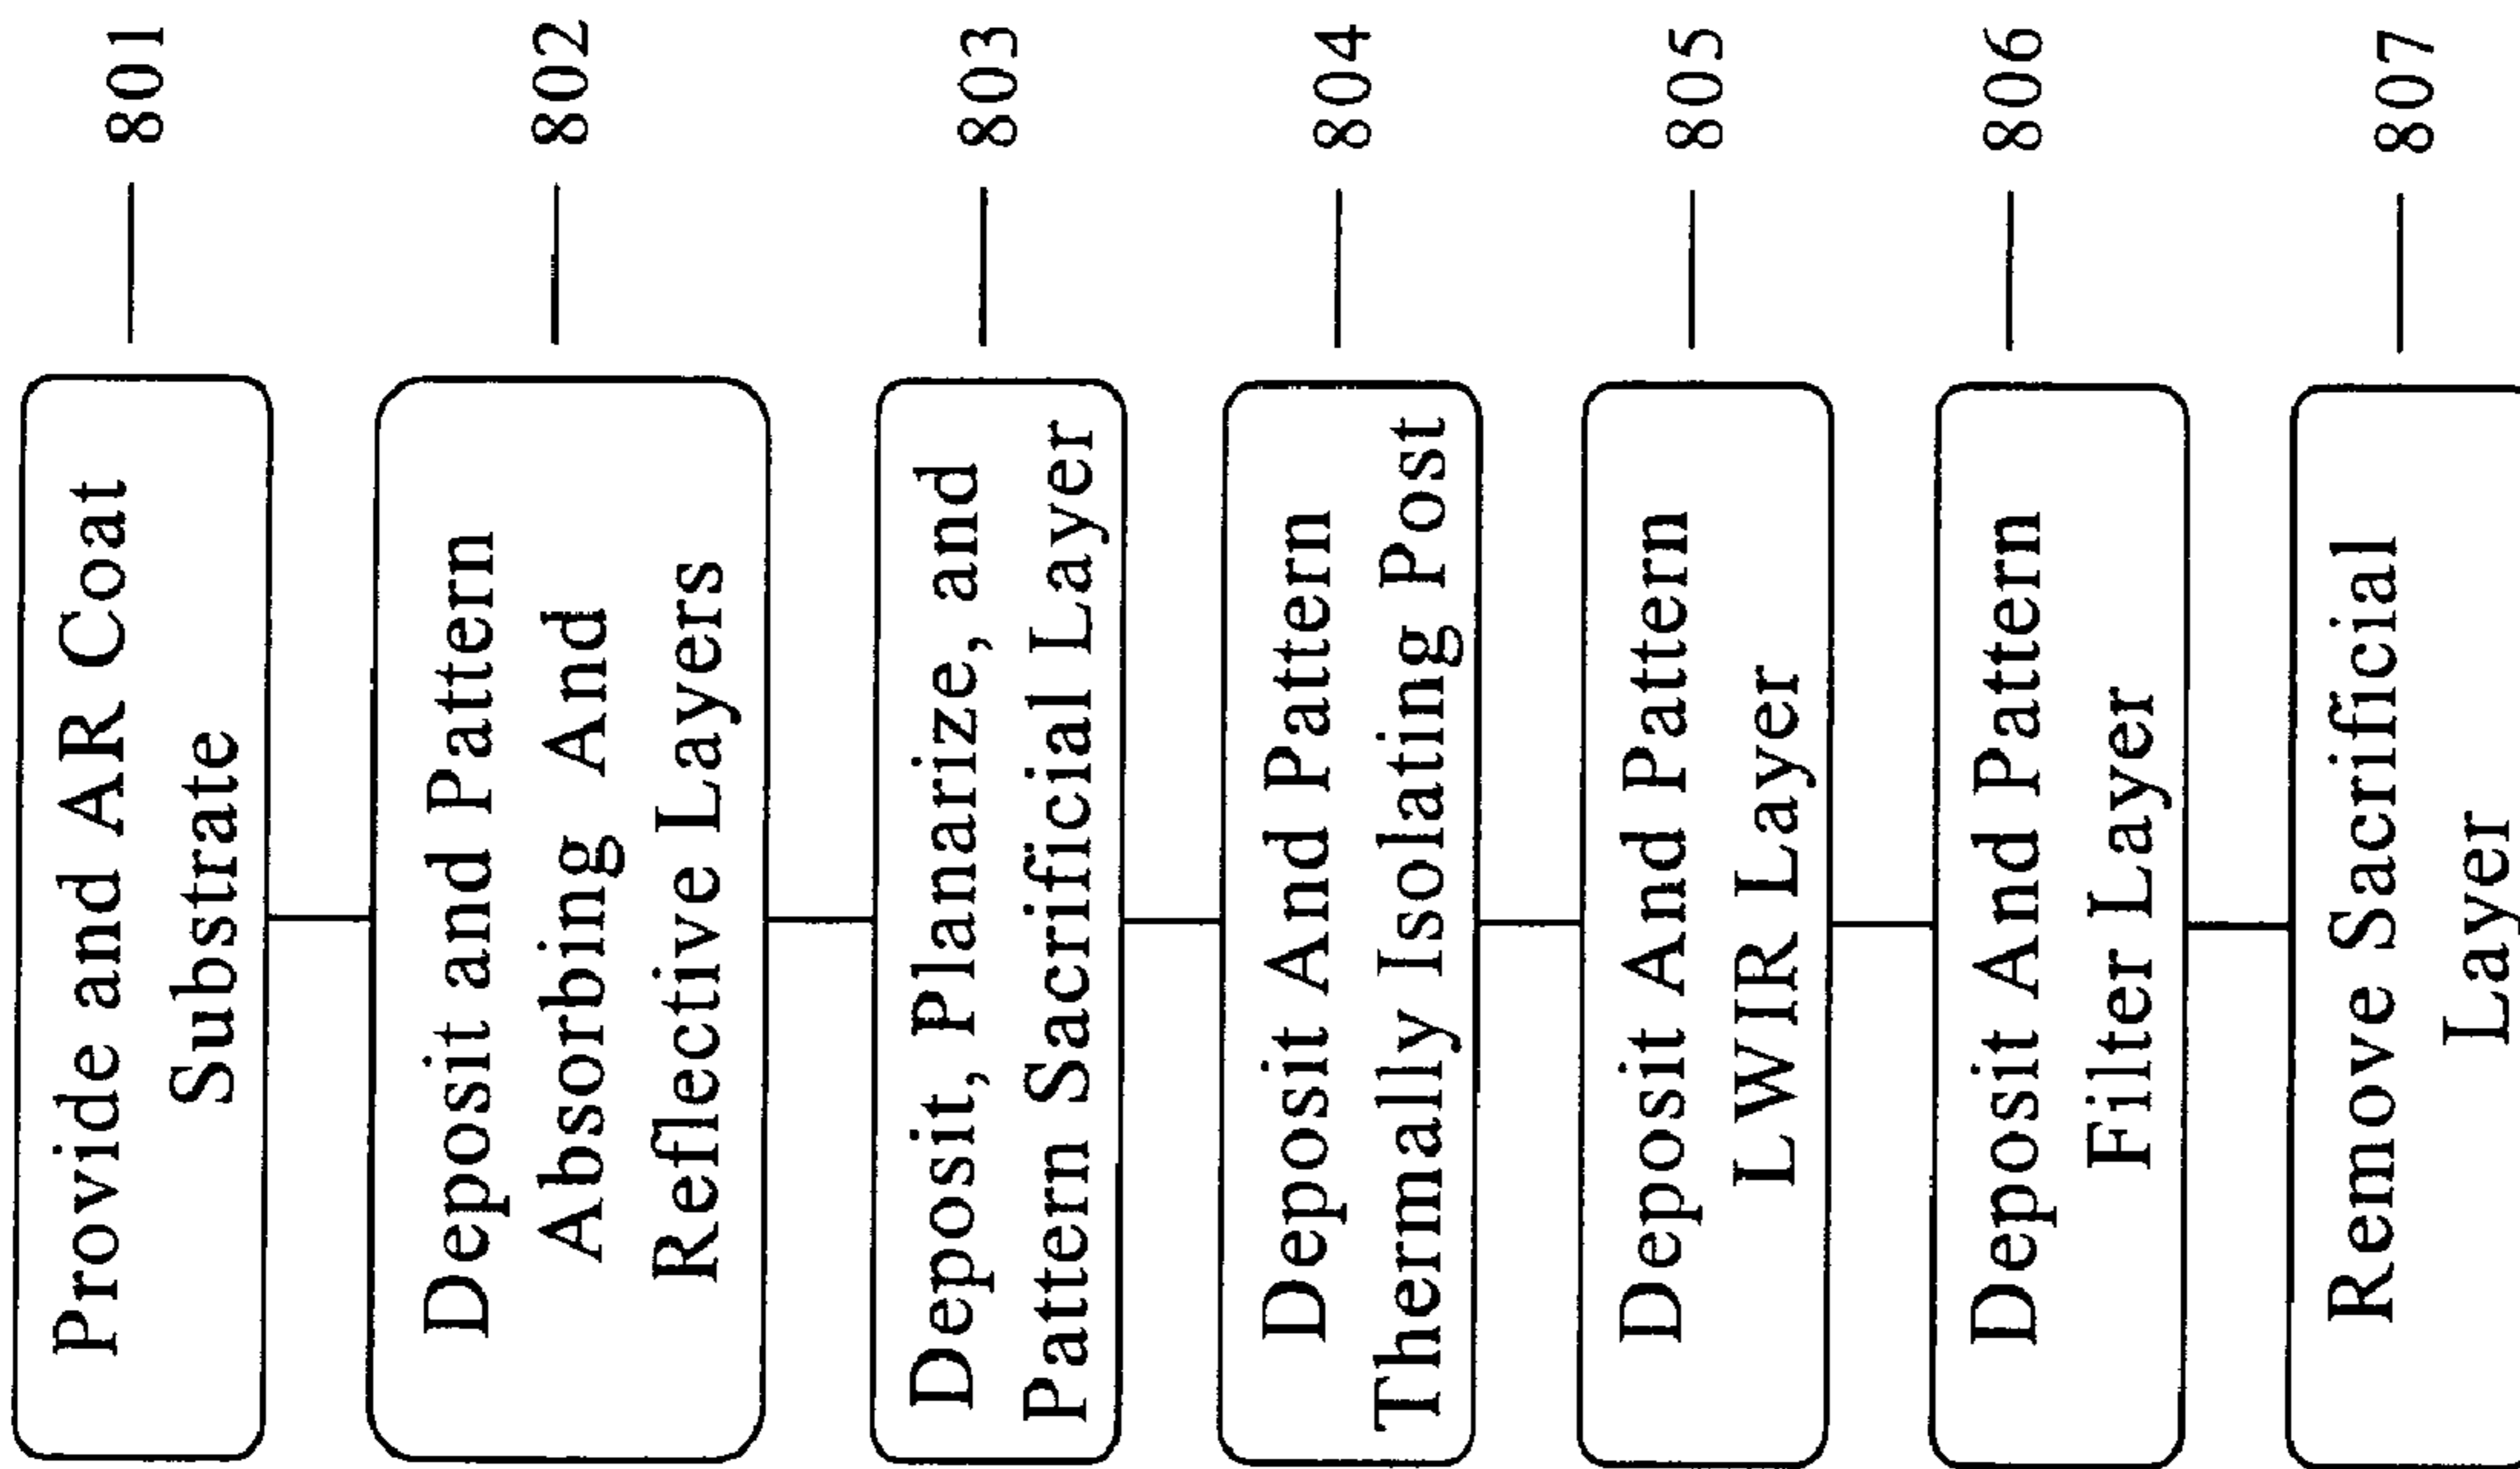 Provide and AR Coat
Substrate
801
Deposit and Pattern
Absorbing And
Reflective Layers
802
Deposit, Planarize, and
Pattern Sacrificial Layer
803
Deposit And Pattern
Thermally Isolating Post
804
Deposit And Pattern
LWIR Layer
805
Deposit And Pattern
Filter Layer
806
Remove Sacrificial
Layer
807